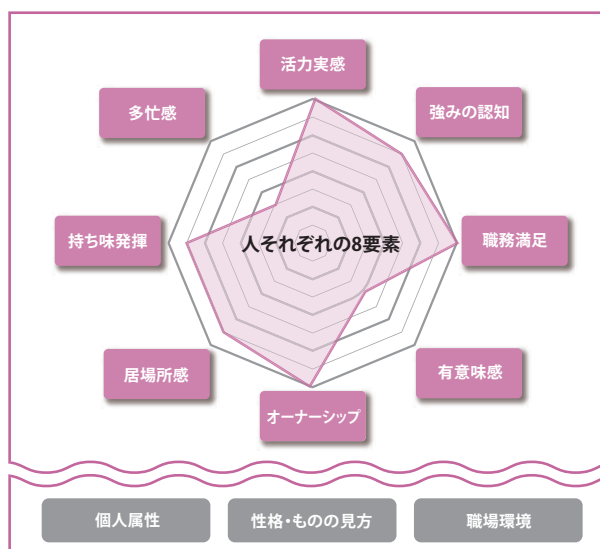 活力実感
多忙感
強みの認知
持ち味発揮
人それぞれの8要素
職務満足
居場所感
有意味感
オーナーシップ
個人属性
性格・ものの見方
職場環境